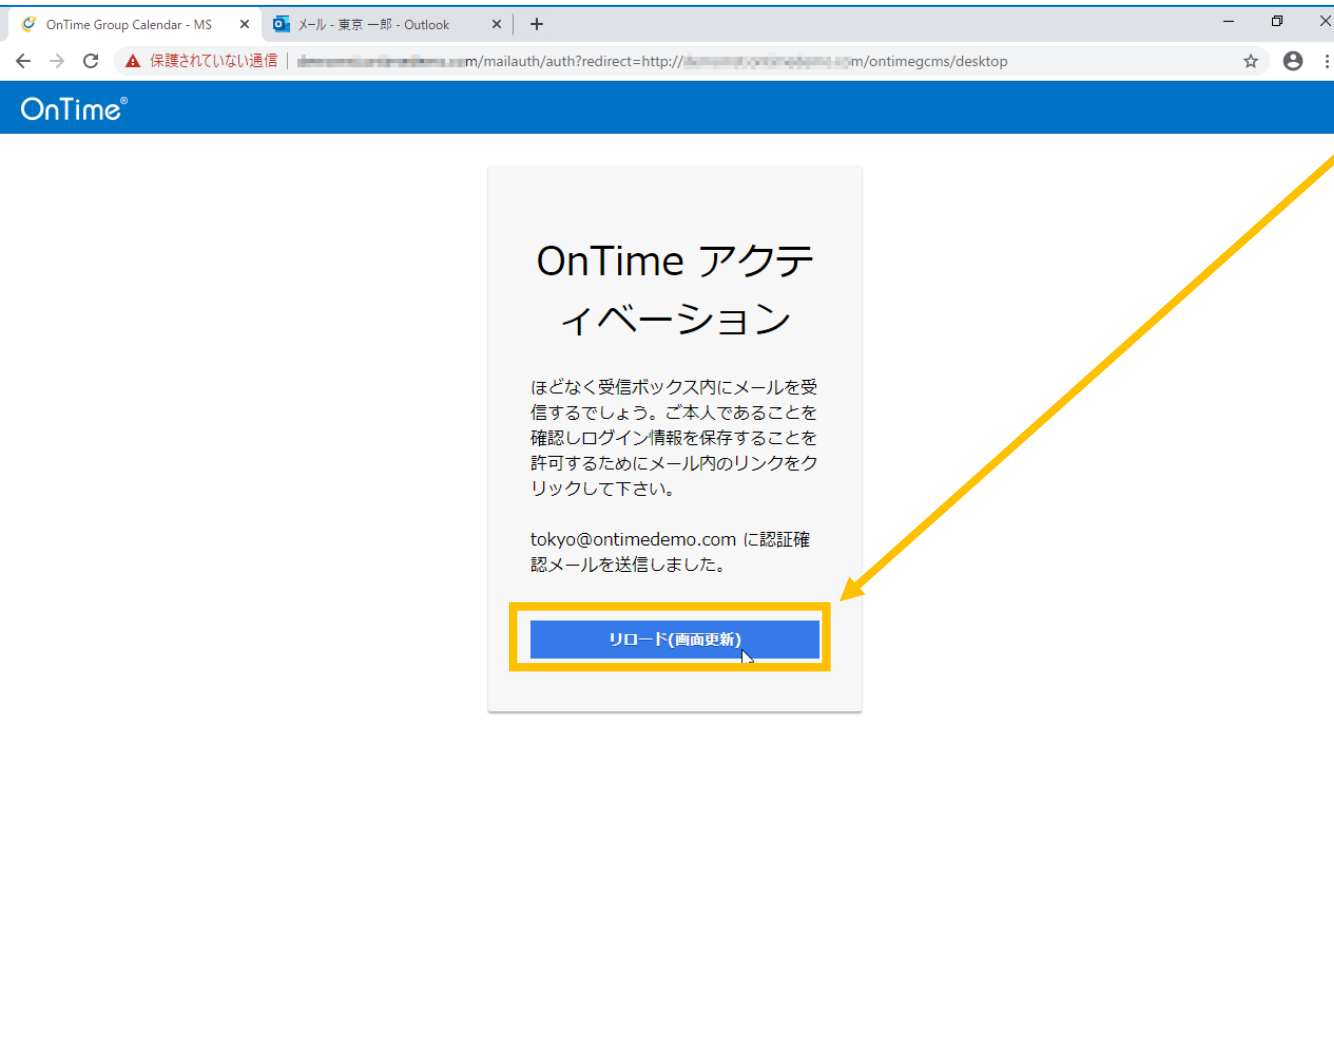 OnTime Group Calendar - MS
メール - 東京 一郎 - Outlook
保護されていない通信 | m/mailauth/auth?redirect=http:// m/ontimegcms/desktop
OnTime®
OnTime アクテ
ィベーション
ほどなく受信ボックス内にメールを受
信するでしょう。ご本人であることを
確認しログイン情報を保存することを
許可するためにメール内のリンクをク
リックして下さい。
tokyo@ontimedemo.com に認証確
認メールを送信しました。
リロード(画面更新)